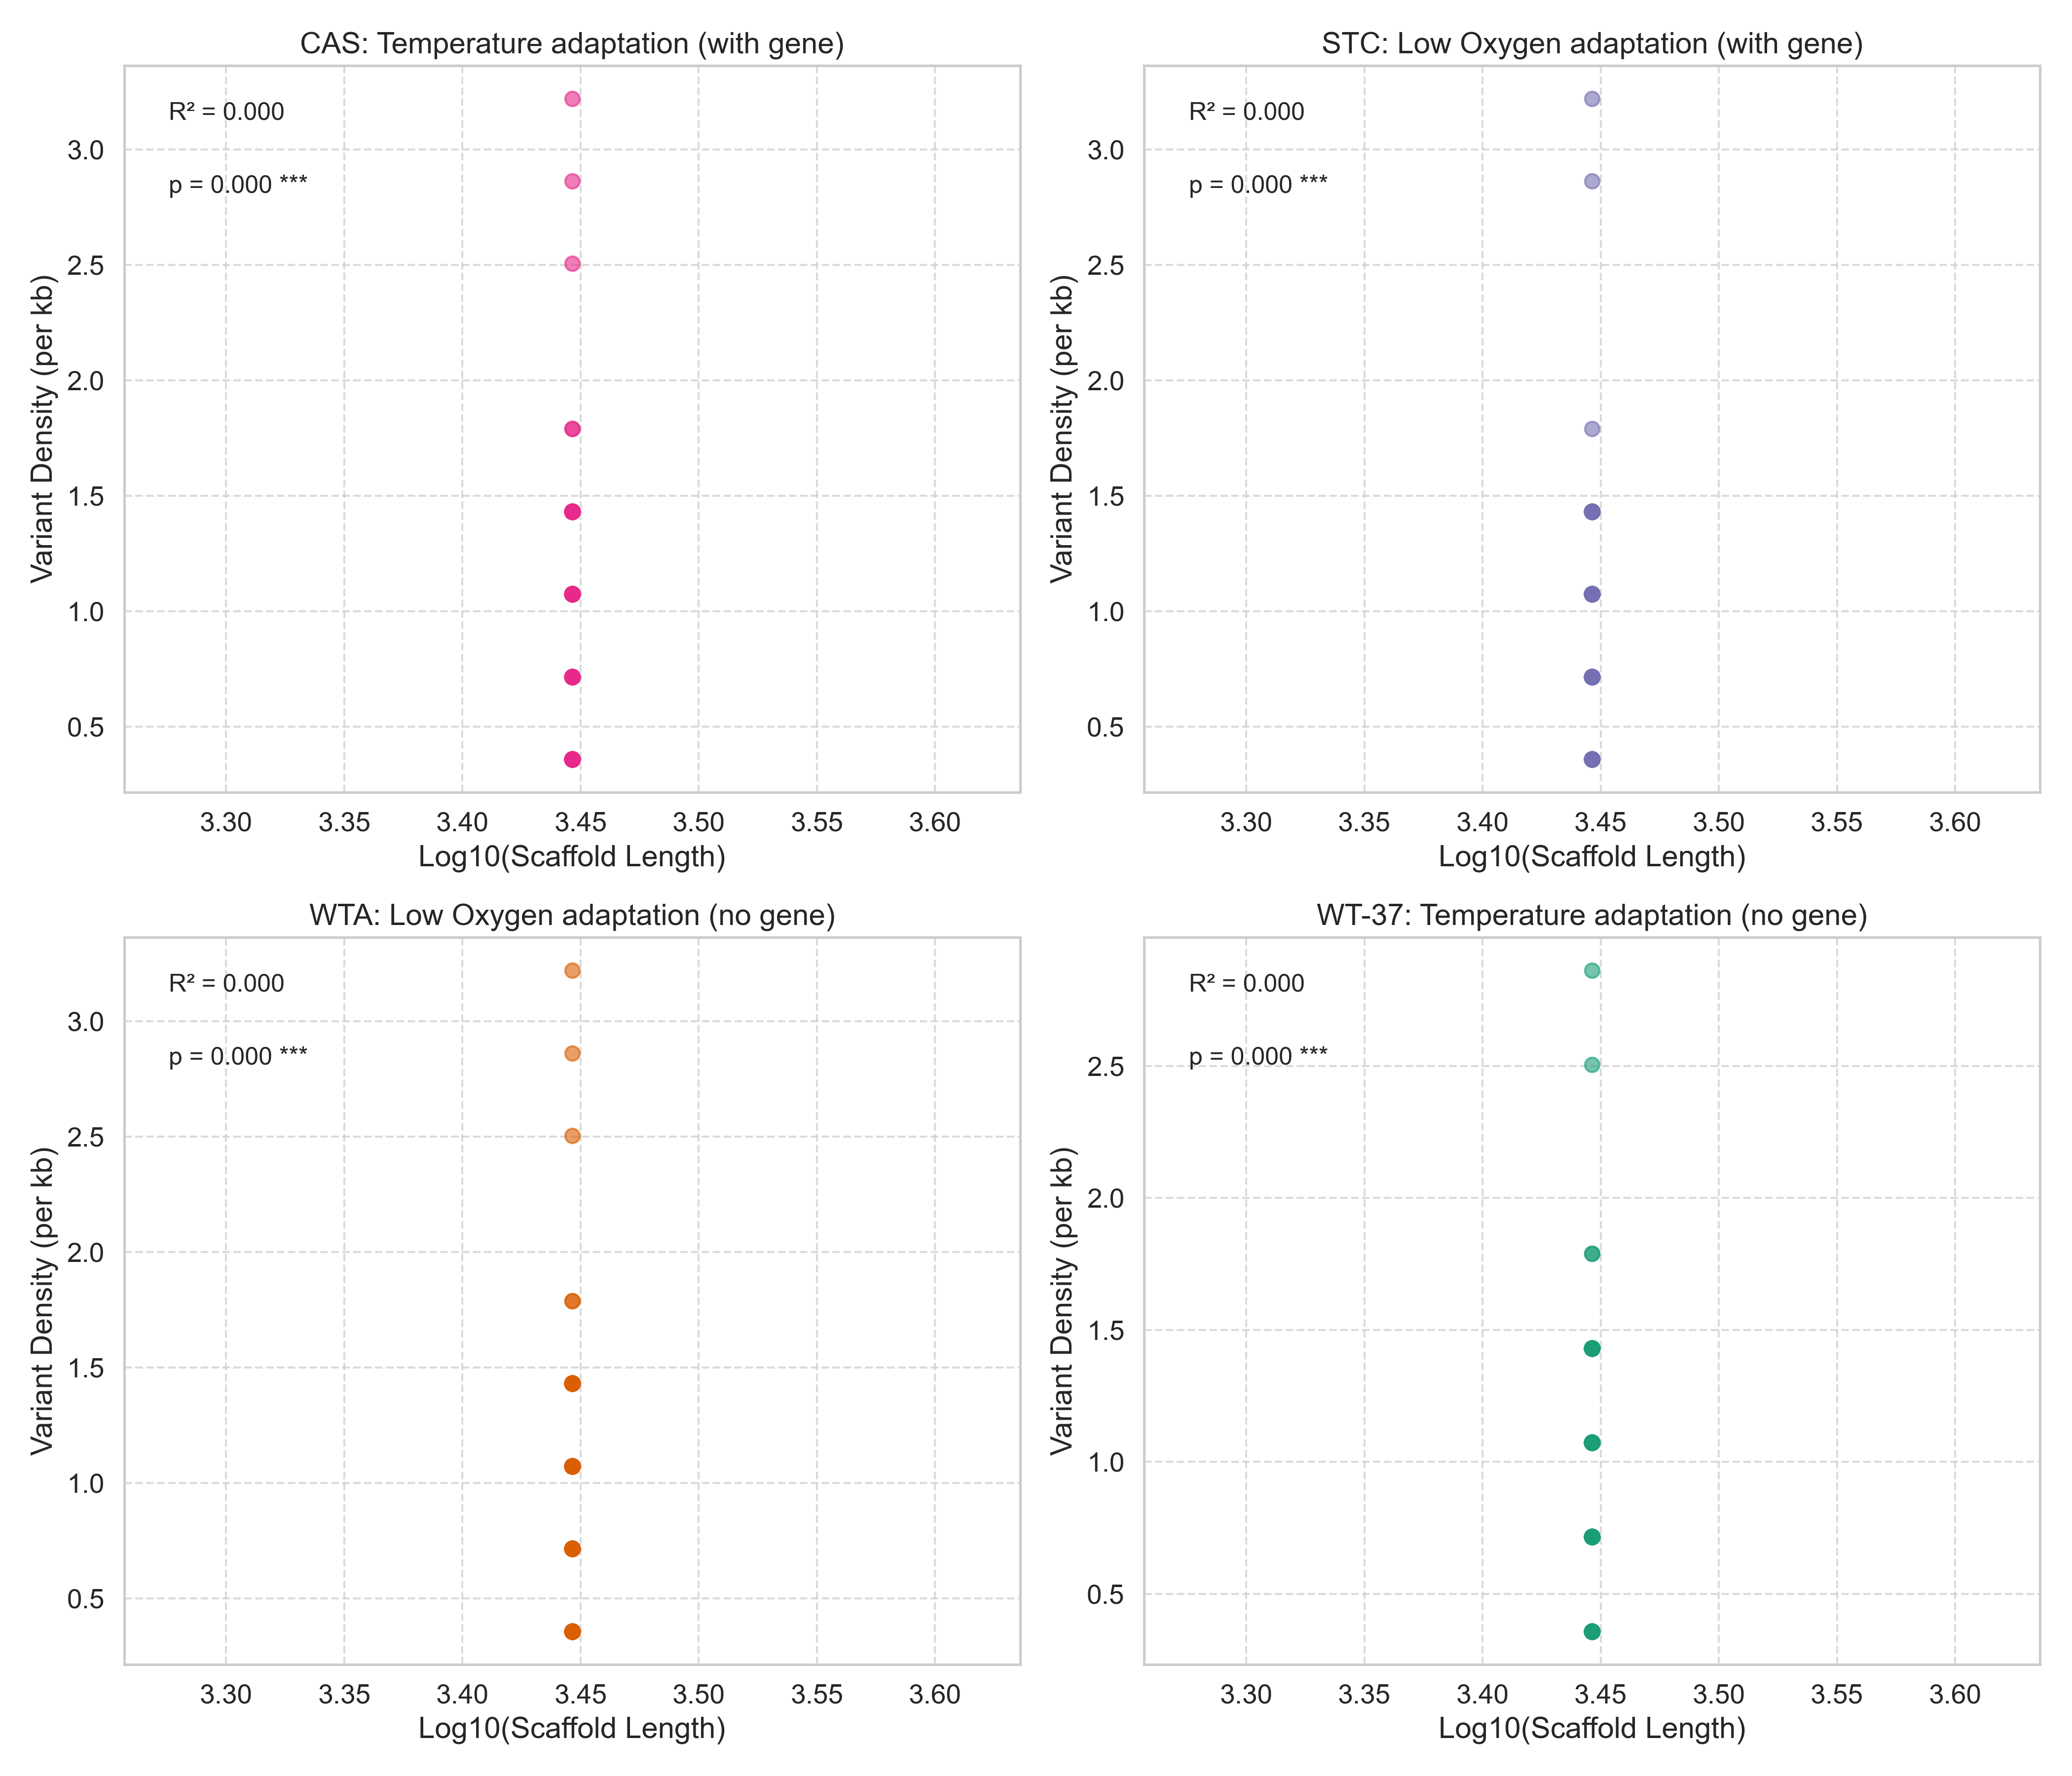 CAS: Temperature adaptation (with gene)
R² = 0.000
p = 0.000 ***
3.0
2.5
2.0
1.5
1.0
0.5
Variant Density (per kb)
3.30 3.35 3.40 3.45 3.50 3.55 3.60
Log10(Scaffold Length)
STC: Low Oxygen adaptation (with gene)
R² = 0.000
p = 0.000 ***
3.0
2.5
2.0
1.5
1.0
0.5
Variant Density (per kb)
3.30 3.35 3.40 3.45 3.50 3.55 3.60
Log10(Scaffold Length)
WTA: Low Oxygen adaptation (no gene)
R² = 0.000
p = 0.000 ***
3.0
2.5
2.0
1.5
1.0
0.5
Variant Density (per kb)
3.30 3.35 3.40 3.45 3.50 3.55 3.60
Log10(Scaffold Length)
WT-37: Temperature adaptation (no gene)
R² = 0.000
p = 0.000 ***
2.5
2.0
1.5
1.0
0.5
Variant Density (per kb)
3.30 3.35 3.40 3.45 3.50 3.55 3.60
Log10(Scaffold Length)